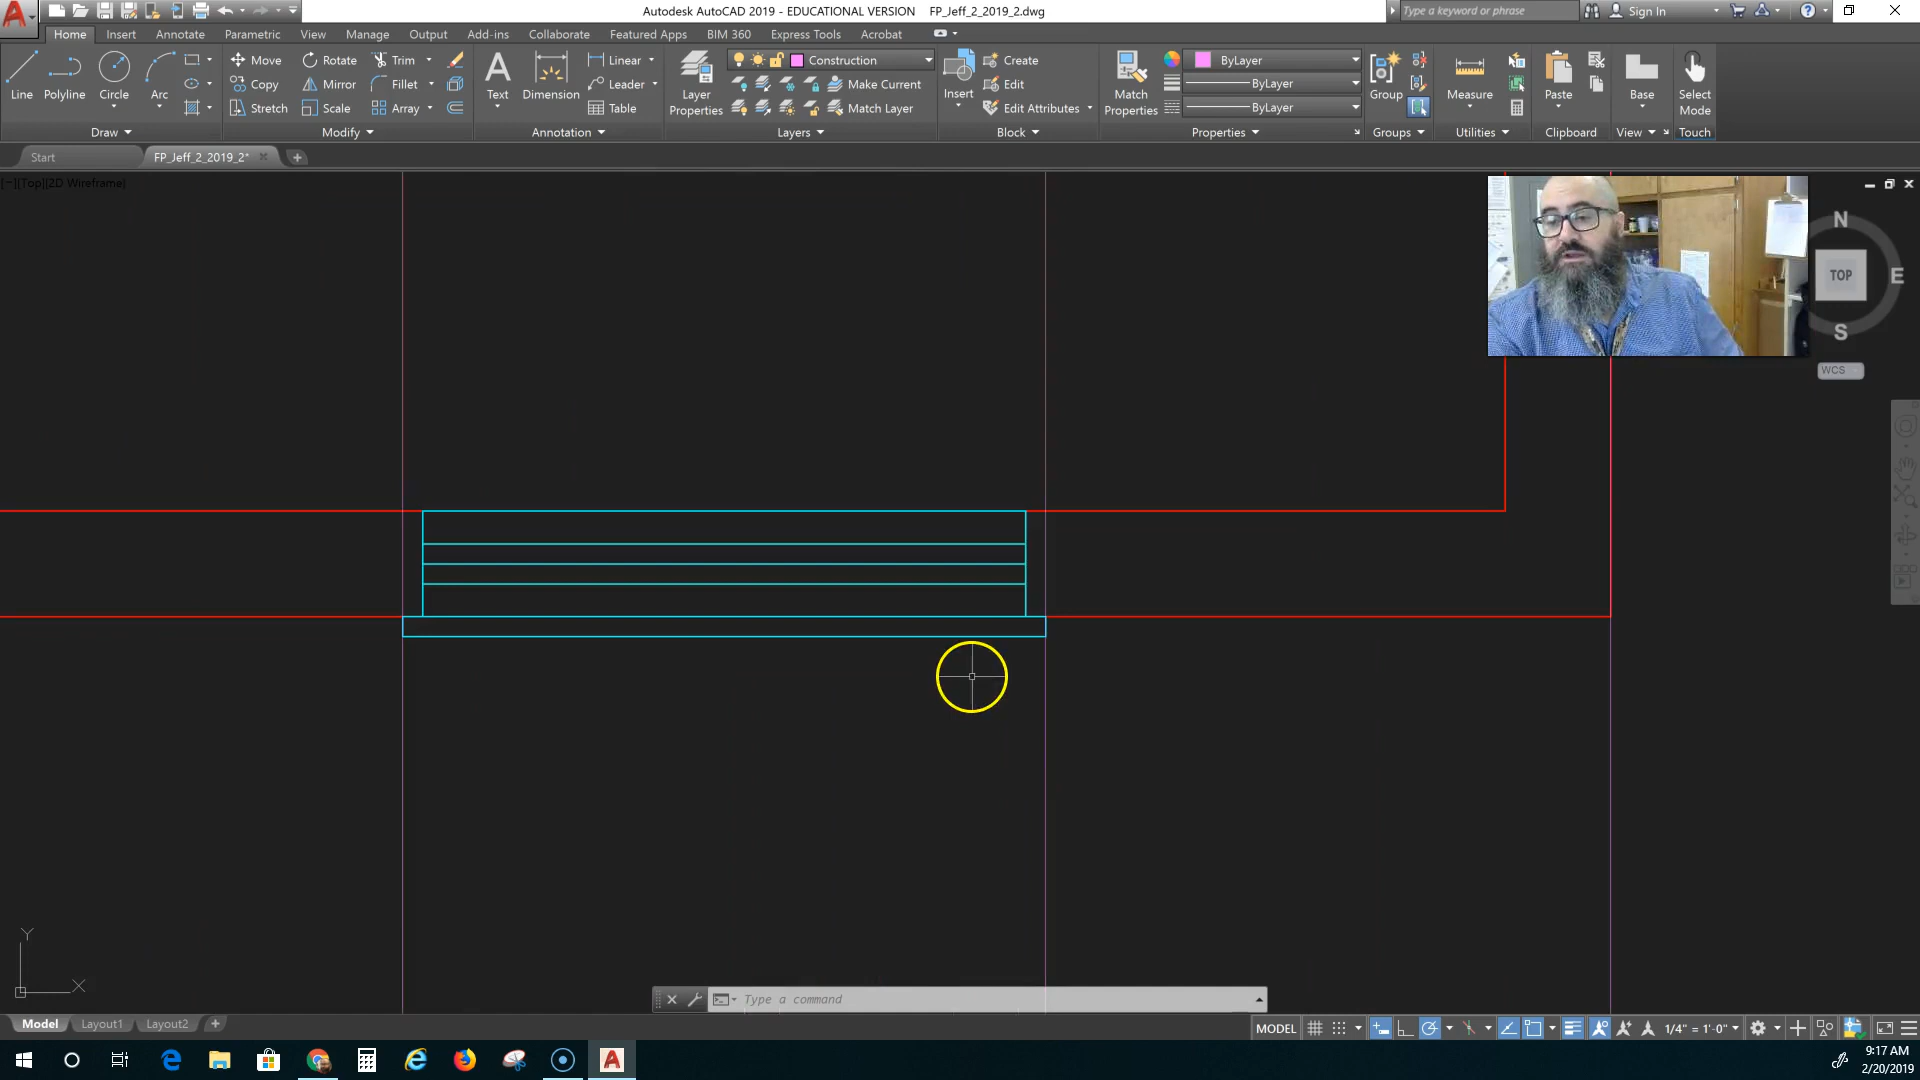 Autodesk AutoCAD 2019 - EDUCATIONAL VERSION FP_Jeff_2_2019_2.dwg
Type a keyword or phrase
Sign In
Home Insert Annotate Parametric View Manage Output Add-ins Collaborate Featured Apps BIM 360 Express Tools Acrobat
Line Polyline Circle Arc
Move Rotate Trim
Copy Mirror Fillet
Stretch Scale Array
Text Dimension
Linear
Leader
Table
Layer Properties
Construction
Make Current
Match Layer
Insert
Create
Edit
Edit Attributes
Match Properties
ByLayer
ByLayer
ByLayer
Group
Measure
Paste
Base
Select Mode
Draw Modify Annotation Layers Block Properties Groups Utilities Clipboard View Touch
Start FP_Jeff_2_2019_2*
[−][Top][2D Wireframe]
N
TOP
E
S
WCS
Y
X
Type a command
Model Layout1 Layout2
MODEL 1/4" = 1'-0"
9:17 AM
2/20/2019